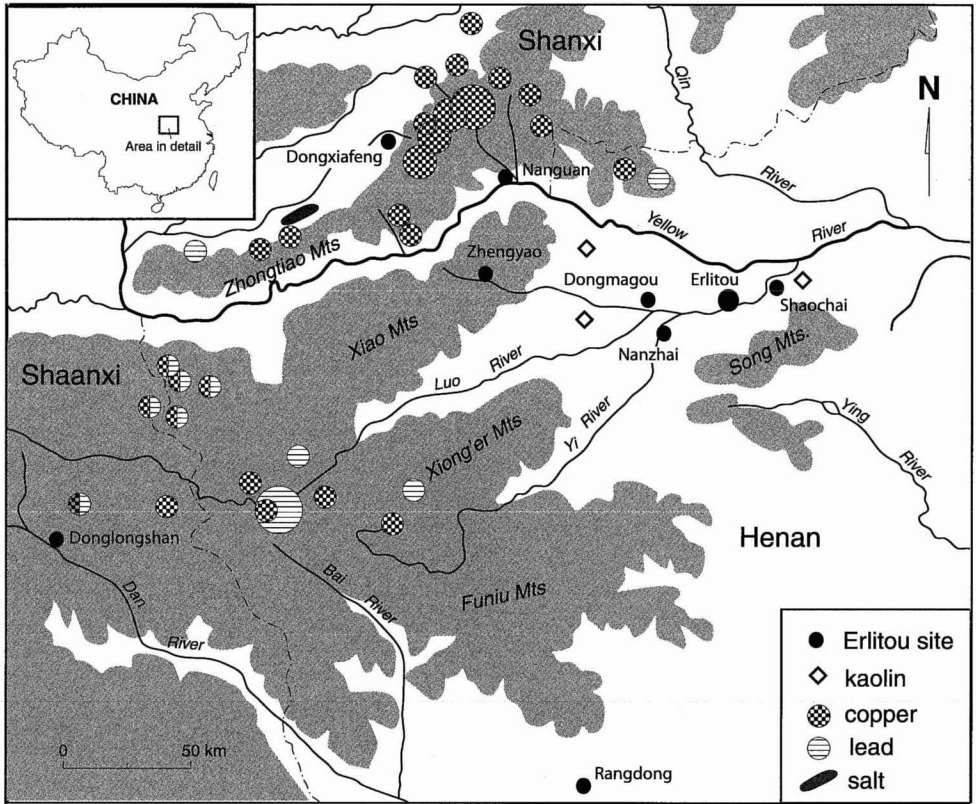 CHINA
Area in detail
Shanxi
N
Qin
River
Dongxiafeng
Nanguan
Yellow
River
Zhongtiao Mts
Zhengyao
Dongmagou
Erlitou
Shaochai
Xiao Mts
Nanzhai
Song Mts.
Shaanxi
Luo
River
Ying
River
Xiong'er Mts
Yi
River
Donglongshan
Henan
Dan
River
Bai
River
Funiu Mts
0
50 km
Rangdong
Erlitou site
kaolin
copper
lead
salt